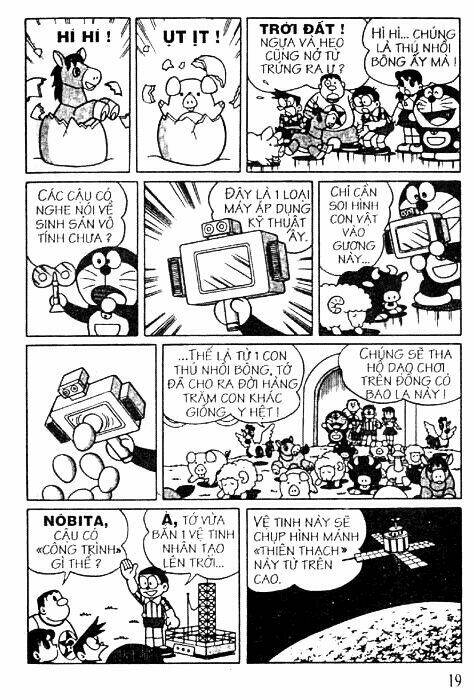 HÍ HÍ !
ỤT ỊT !
TRỜI ĐẤT !
NGỰA VÀ HEO
CŨNG NỞ TỪ
TRỨNG RA Ư ?
HÌ HÌ... CHÚNG
LÀ THÚ NHỒI
BÔNG ẤY MÀ !
CÁC CẬU CÓ
NGHE NÓI VỀ
SINH SẢN VÔ
TÍNH CHƯA ?
ĐÂY LÀ 1 LOẠI
MÁY ÁP DỤNG
KỸ THUẬT
ẤY.
CHỈ CẦN
SOI HÌNH
CON VẬT
VÀO
GƯƠNG
NÀY...
...THẾ LÀ TỪ 1 CON
THÚ NHỒI BÔNG, TỚ
ĐÃ CHO RA ĐỜI HÀNG
TRĂM CON KHÁC
GIỐNG Y HỆT !
CHÚNG SẼ THA
HỒ DẠO CHƠI
TRÊN ĐỒNG CỎ
BAO LA NÀY !
NÔBITA,
CẬU CÓ
«CÔNG TRÌNH»
GÌ THẾ ?
À, TỚ VỪA
BẮN 1 VỆ TINH
NHÂN TẠO
LÊN TRỜI...
VỆ TINH NÀY SẼ
CHỤP HÌNH MẢNH
«THIÊN THẠCH»
NÀY TỪ TRÊN
CAO.
19